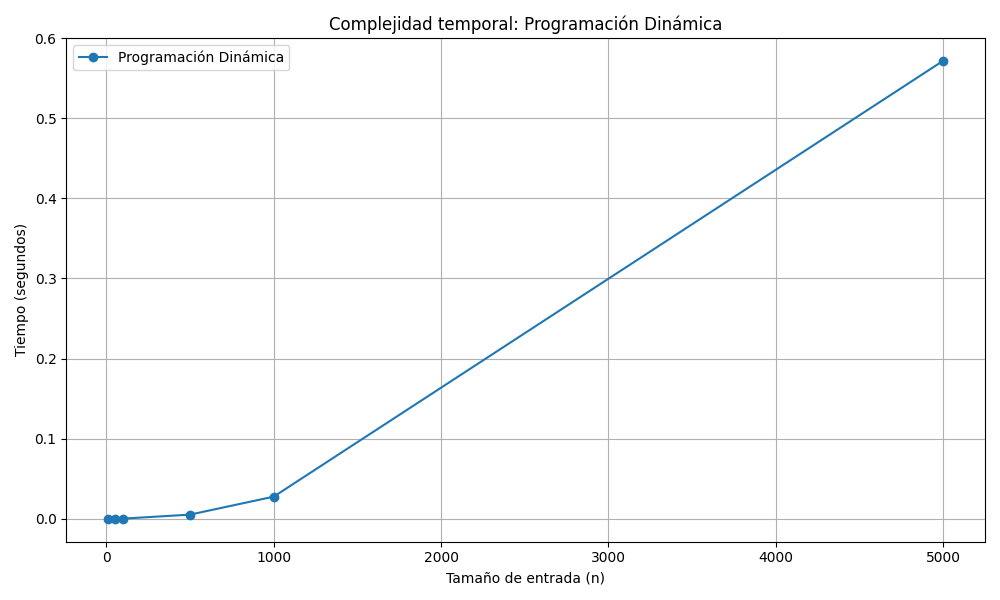 Complejidad temporal: Programación Dinámica
Programación Dinámica
0.6
0.5
0.4
0.3
0.2
0.1
0.0
Tiempo (segundos)
0 1000 2000 3000 4000 5000
Tamaño de entrada (n)